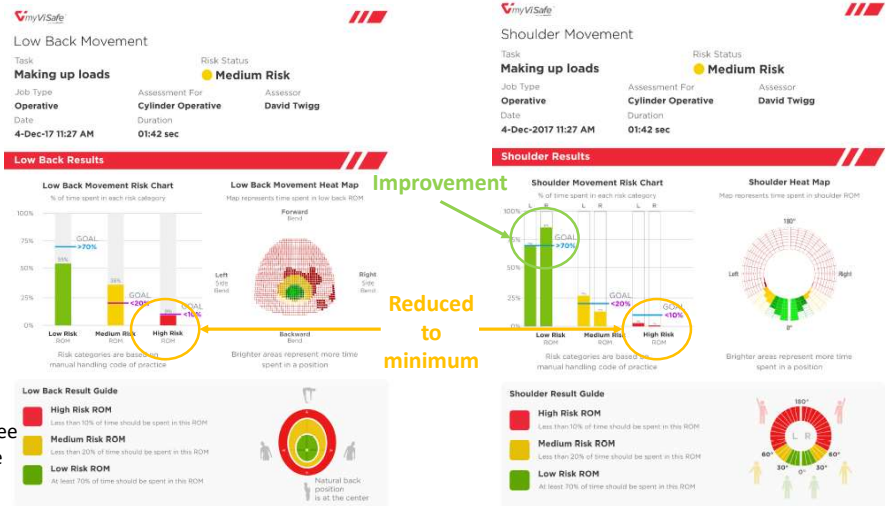 myViSafe
Low Back Movement
Task
Risk Status
Making up loads
Medium Risk
Job Type
Assessment For
Assessor
Operative
Cylinder Operative
David Twigg
Date
Duration
4-Dec-17 11:27 AM
01:42 sec
Low Back Results
Low Back Movement Risk Chart
% of time spent in each risk category
100%
75%
50%
25%
0%
GOAL
>70%
55%
36%
GOAL
<20%
9%
GOAL
<10%
Low Risk
ROM
Medium Risk
ROM
High Risk
ROM
Risk categories are based on
manual handling code of practice
Low Back Movement Heat Map
Map represents time spent in low back ROM
Forward
Bend
Left
Side
Bend
Right
Side
Bend
Backward
Bend
Brighter areas represent more time
spent in a position
Low Back Result Guide
High Risk ROM
Less than 10% of time should be spent in this ROM
Medium Risk ROM
Less than 20% of time should be spent in this ROM
Low Risk ROM
At least 70% of time should be spent in this ROM
Natural back
position
is at the center
ee
e
Improvement
Reduced
to
minimum
myViSafe
Shoulder Movement
Task
Risk Status
Making up loads
Medium Risk
Job Type
Assessment For
Assessor
Operative
Cylinder Operative
David Twigg
Date
Duration
4-Dec-2017 11:27 AM
01:42 sec
Shoulder Results
Shoulder Movement Risk Chart
% of time spent in each risk category
L R L R L R
100%
75%
50%
25%
0%
GOAL
>70%
GOAL
<20%
GOAL
<10%
Low Risk
ROM
Medium Risk
ROM
High Risk
ROM
Risk categories are based on
manual handling code of practice
Shoulder Heat Map
Map represents time spent in shoulder ROM
180°
Left
Right
0°
Brighter areas represent more time
spent in a position
Shoulder Result Guide
High Risk ROM
Less than 10% of time should be spent in this ROM
Medium Risk ROM
Less than 20% of time should be spent in this ROM
Low Risk ROM
At least 70% of time should be spent in this ROM
180°
L R
60°
60°
30°
0°
30°